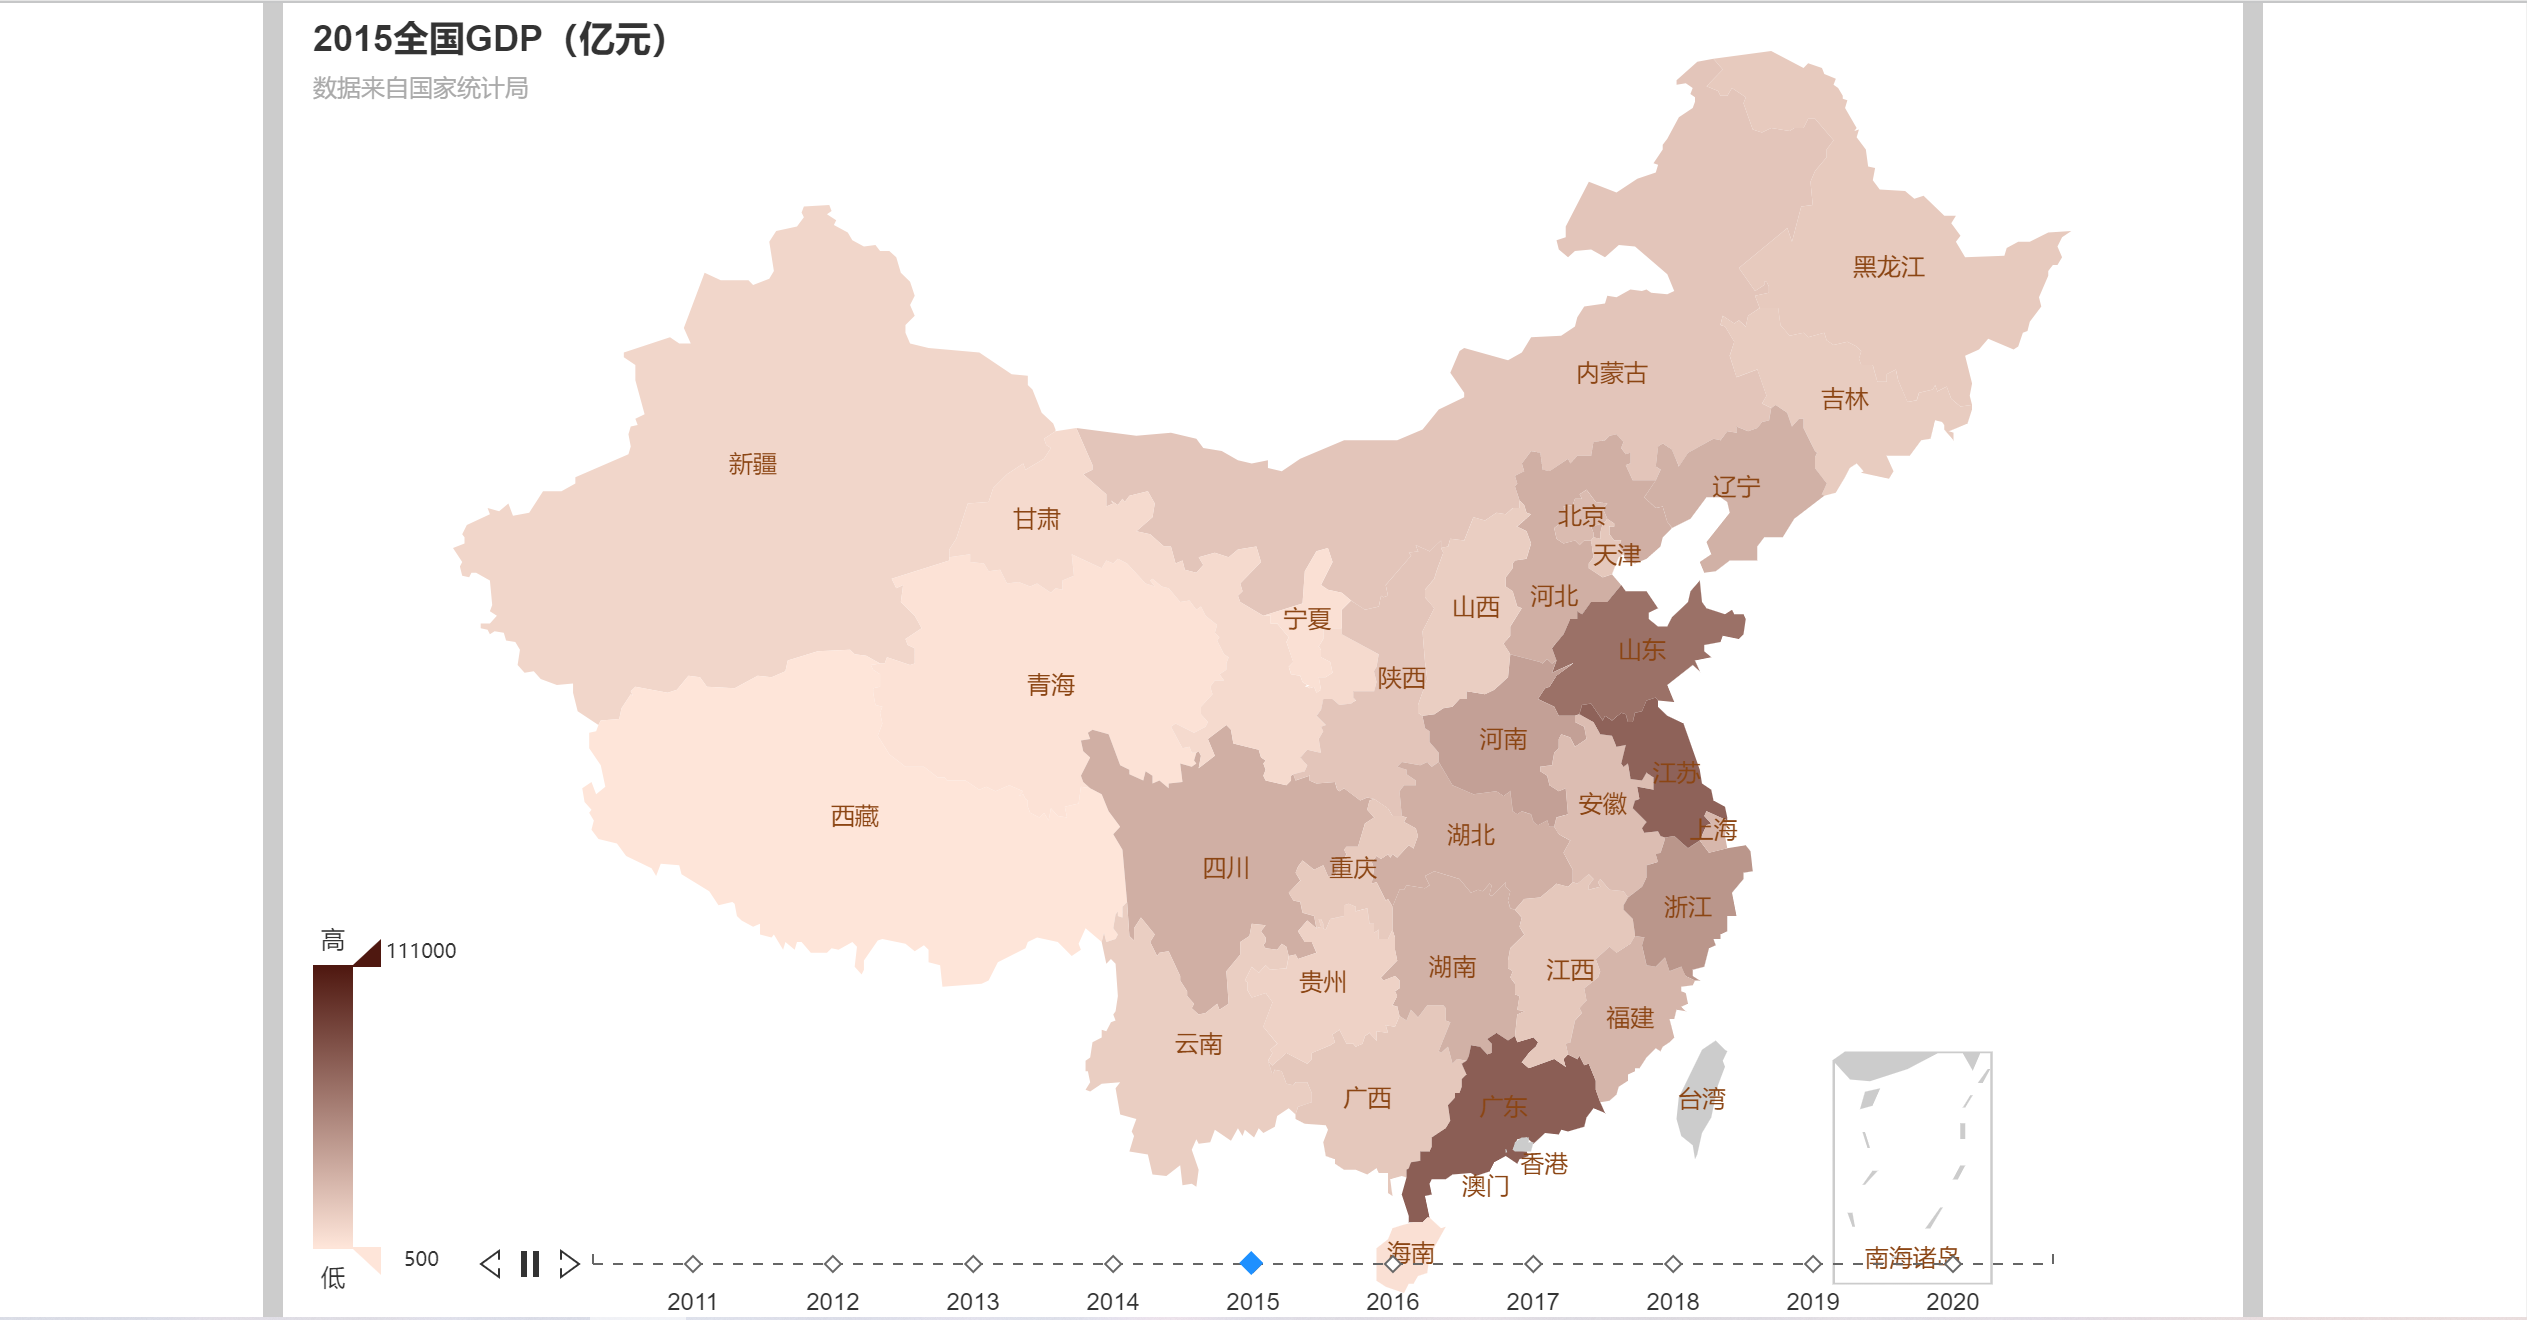 2015全国GDP（亿元）
数据来自国家统计局
黑龙江
内蒙古
吉林
新疆
辽宁
甘肃
北京
天津
河北
山西
宁夏
山东
陕西
青海
河南
江苏
安徽
西藏
上海
湖北
四川
重庆
浙江
高
111000
湖南
江西
贵州
福建
云南
广西
台湾
广东
香港
澳门
海南
南海诸岛
500
低
2011 2012 2013 2014 2015 2016 2017 2018 2019 2020